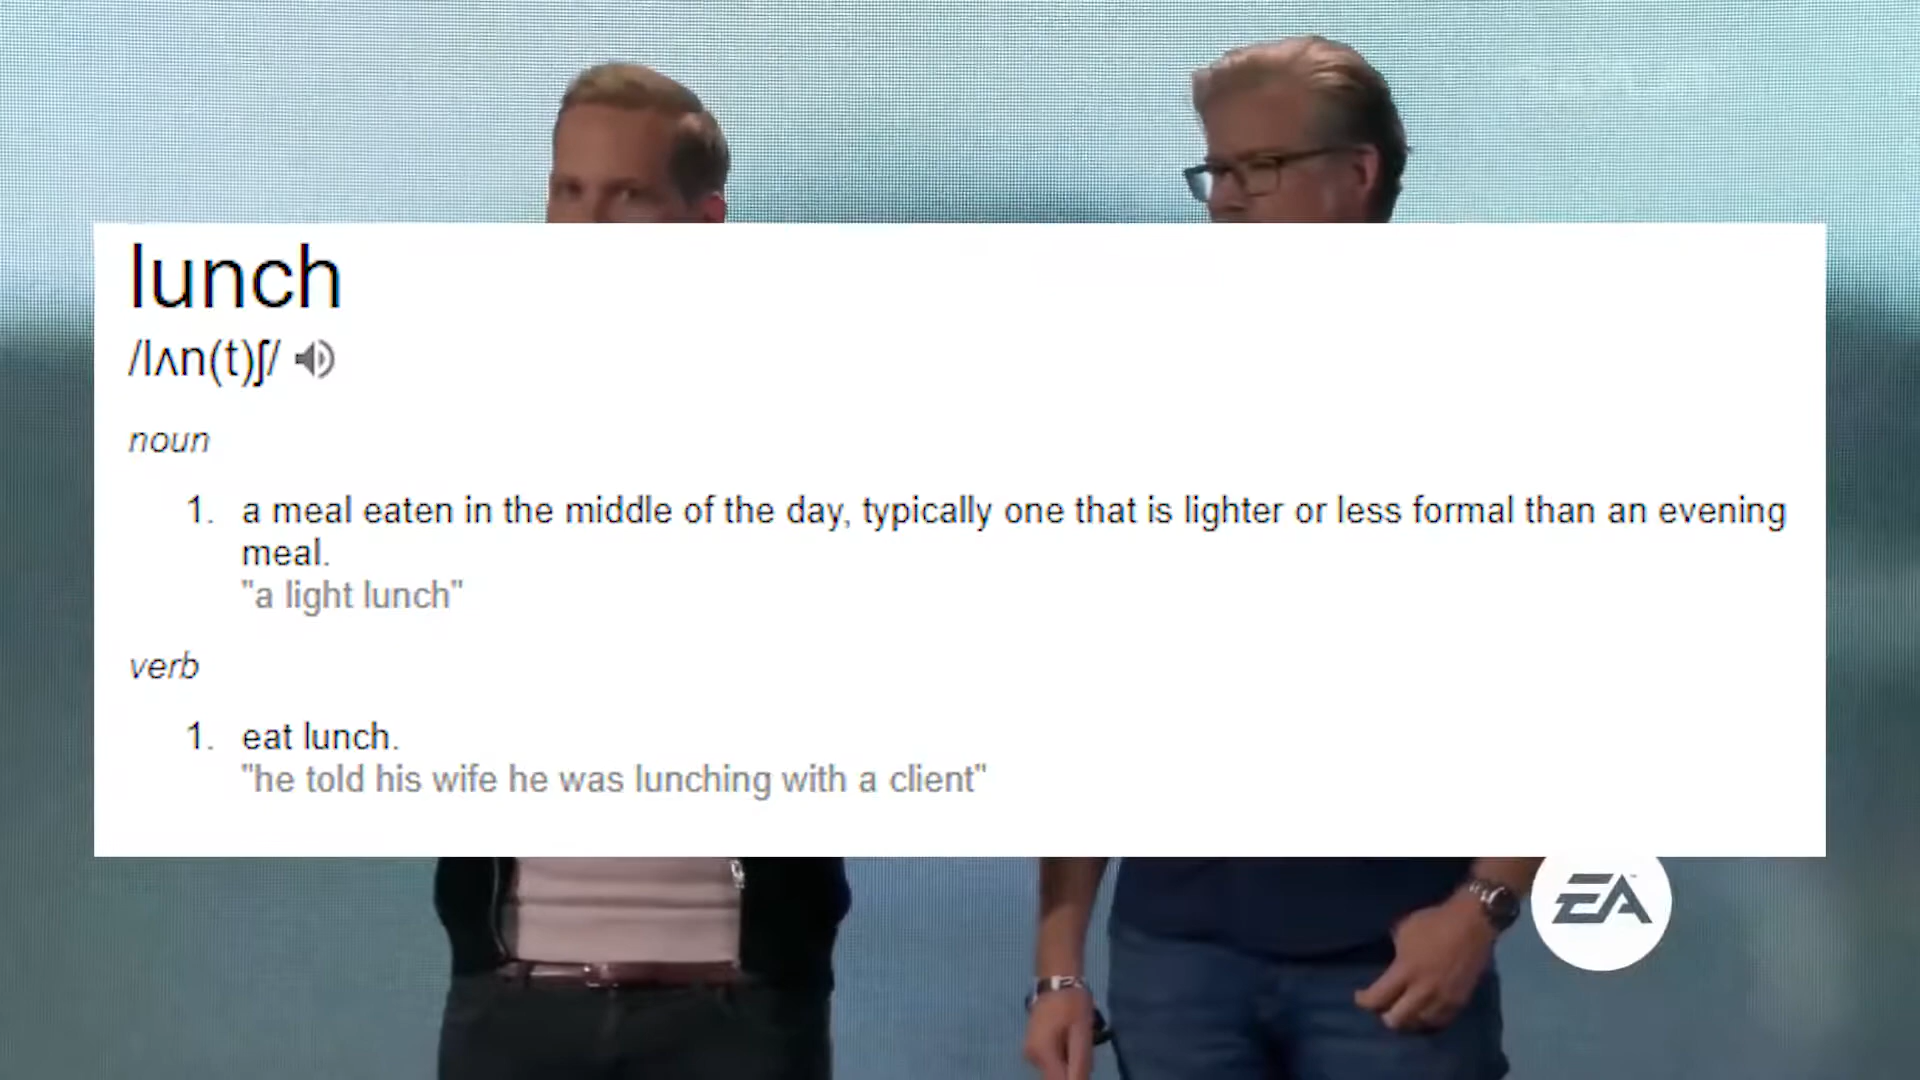 lunch
/lʌn(t)ʃ/
noun
1. a meal eaten in the middle of the day, typically one that is lighter or less formal than an evening
meal.
"a light lunch"
verb
1. eat lunch.
"he told his wife he was lunching with a client"
EA